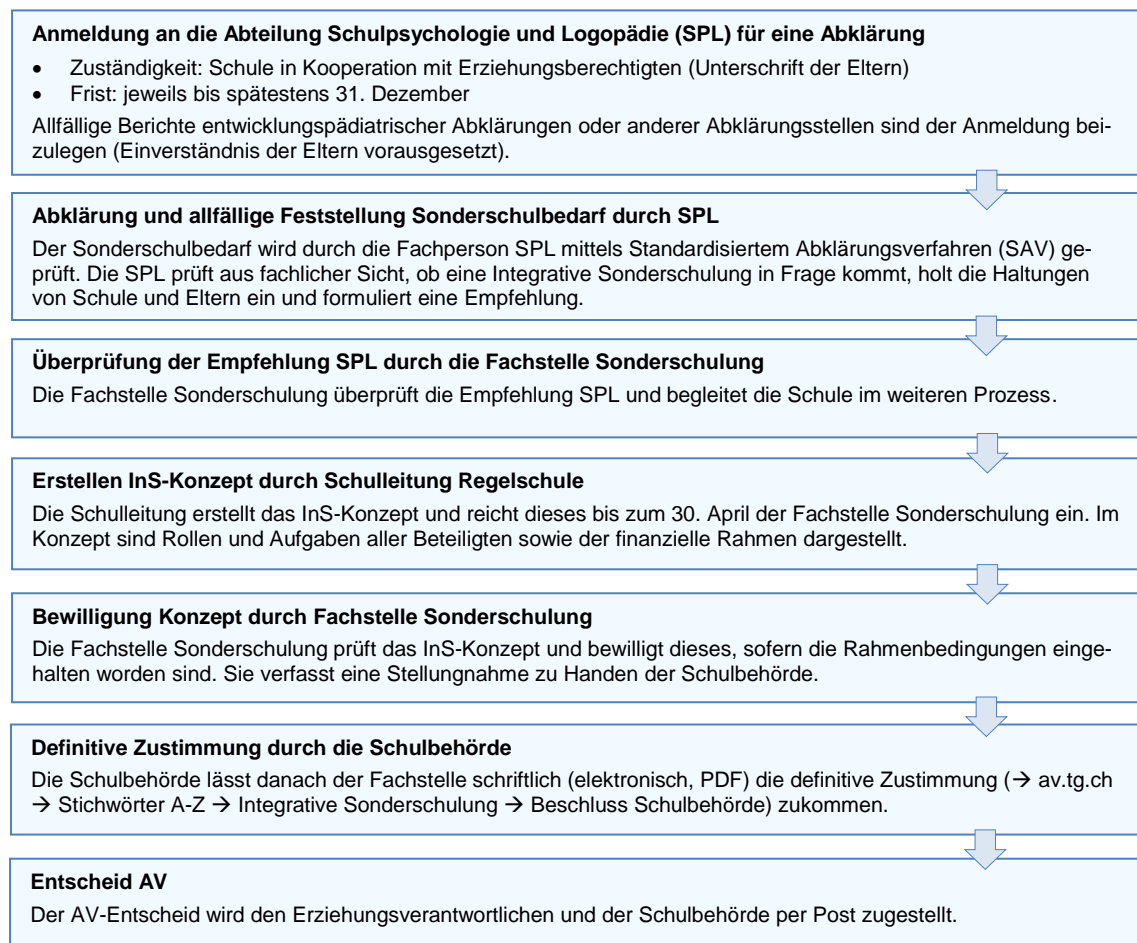 Anmeldung an die Abteilung Schulpsychologie und Logopädie (SPL) für eine Abklärung
• Zuständigkeit: Schule in Kooperation mit Erziehungsberechtigten (Unterschrift der Eltern)
• Frist: jeweils bis spätestens 31. Dezember
Allfällige Berichte entwicklungspädiatrischer Abklärungen oder anderer Abklärungsstellen sind der Anmeldung bei-
zulegen (Einverständnis der Eltern vorausgesetzt).
Abklärung und allfällige Feststellung Sonderschulbedarf durch SPL
Der Sonderschulbedarf wird durch die Fachperson SPL mittels Standardisiertem Abklärungsverfahren (SAV) ge-
prüft. Die SPL prüft aus fachlicher Sicht, ob eine Integrative Sonderschulung in Frage kommt, holt die Haltungen
von Schule und Eltern ein und formuliert eine Empfehlung.
Überprüfung der Empfehlung SPL durch die Fachstelle Sonderschulung
Die Fachstelle Sonderschulung überprüft die Empfehlung SPL und begleitet die Schule im weiteren Prozess.
Erstellen InS-Konzept durch Schulleitung Regelschule
Die Schulleitung erstellt das InS-Konzept und reicht dieses bis zum 30. April der Fachstelle Sonderschulung ein. Im
Konzept sind Rollen und Aufgaben aller Beteiligten sowie der finanzielle Rahmen dargestellt.
Bewilligung Konzept durch Fachstelle Sonderschulung
Die Fachstelle Sonderschulung prüft das InS-Konzept und bewilligt dieses, sofern die Rahmenbedingungen einge-
halten worden sind. Sie verfasst eine Stellungnahme zu Handen der Schulbehörde.
Definitive Zustimmung durch die Schulbehörde
Die Schulbehörde lässt danach der Fachstelle schriftlich (elektronisch, PDF) die definitive Zustimmung (→ av.tg.ch
→ Stichwörter A-Z → Integrative Sonderschulung → Beschluss Schulbehörde) zukommen.
Entscheid AV
Der AV-Entscheid wird den Erziehungsverantwortlichen und der Schulbehörde per Post zugestellt.